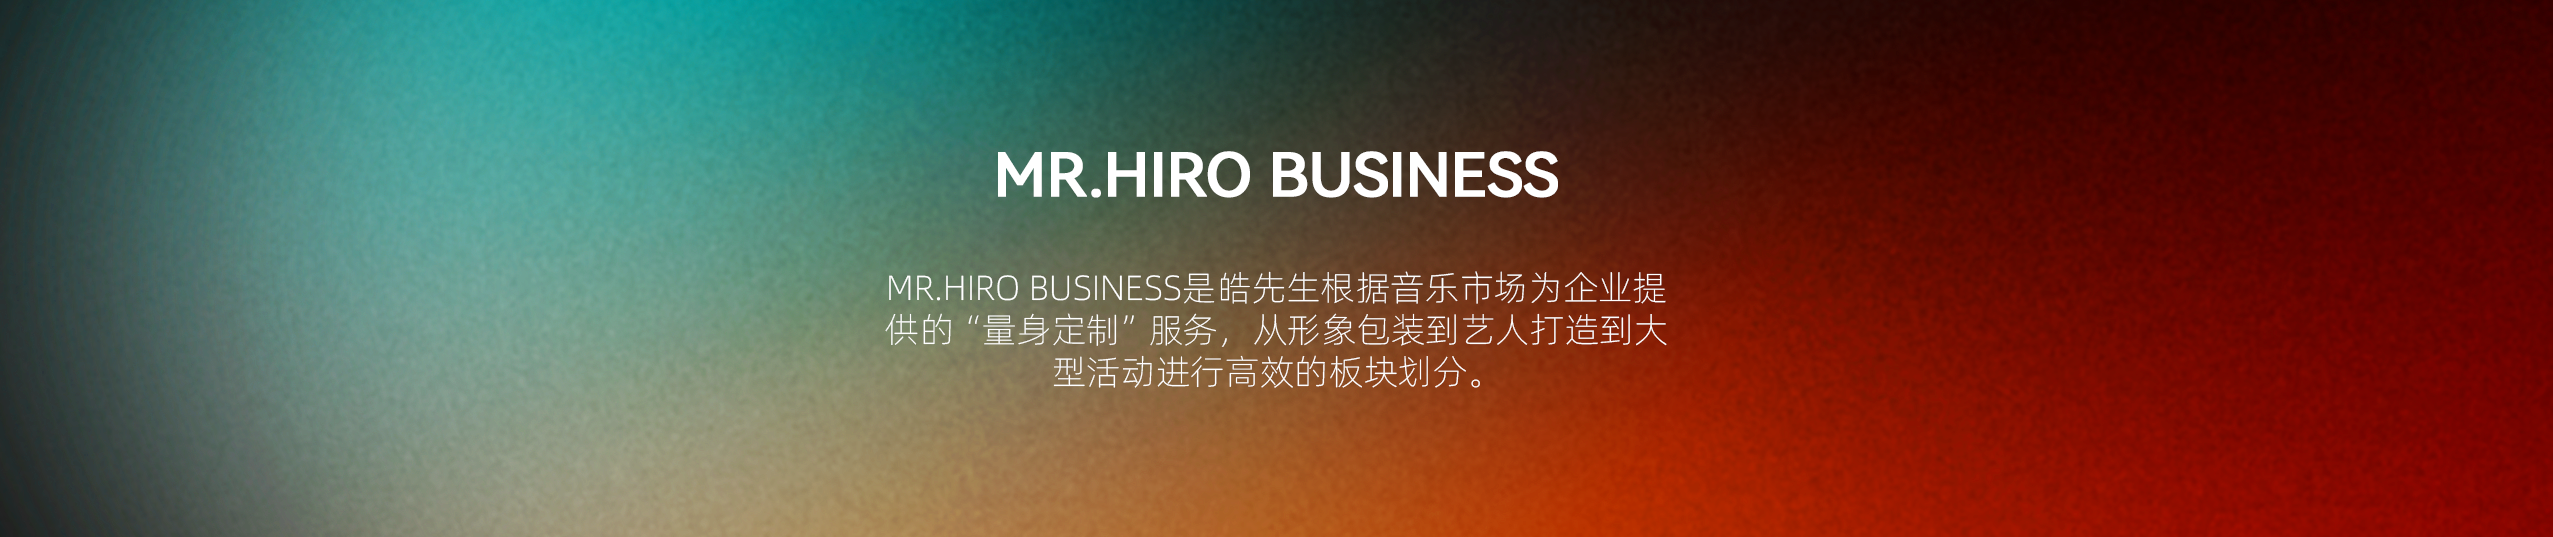 MR.HIRO BUSINESS
MR.HIRO BUSINESS是皓先生根据音乐市场为企业提
供的“量身定制”服务，从形象包装到艺人打造到大
型活动进行高效的板块划分。